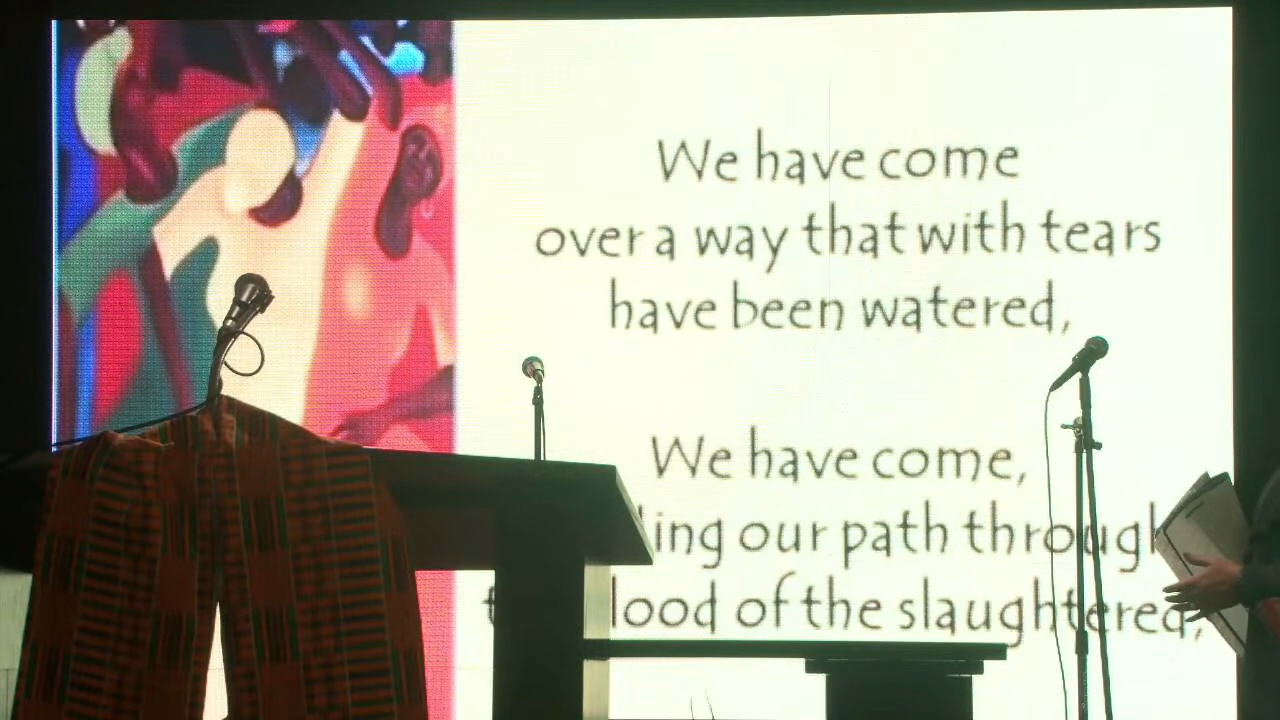 We have come
over a way that with tears
have been watered,
We have come,
our path through
of the slaughtered,